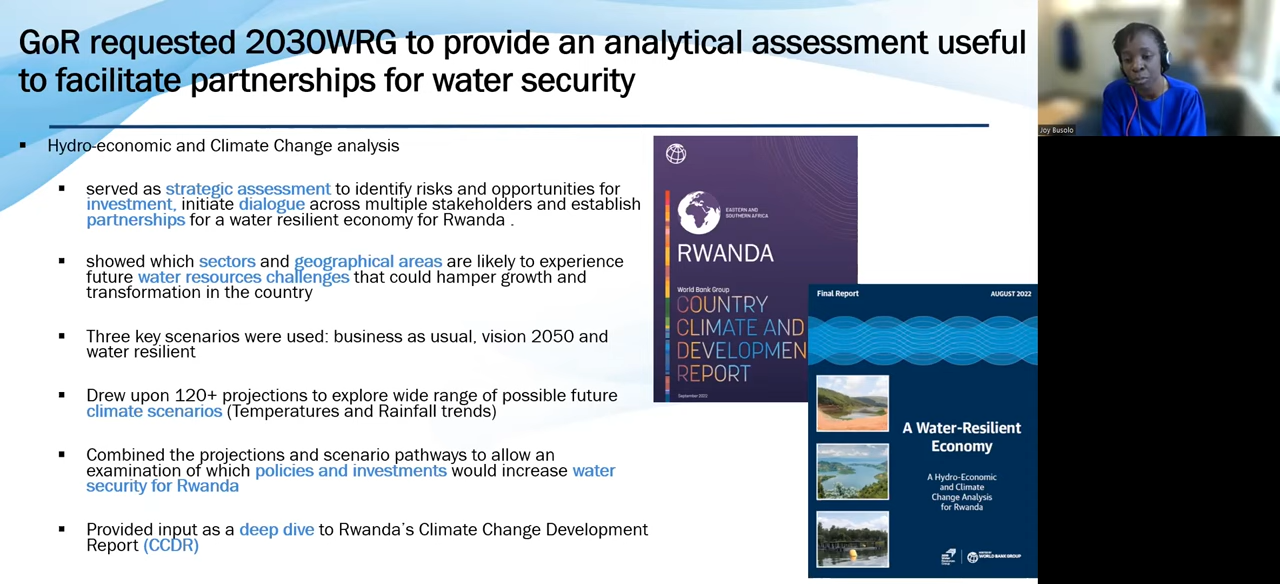 GoR requested 2030WRG to provide an analytical assessment useful
to facilitate partnerships for water security
Joy Busolo
▪ Hydro-economic and Climate Change analysis
▪ served as strategic assessment to identify risks and opportunities for
investment, initiate dialogue across multiple stakeholders and establish
partnerships for a water resilient economy for Rwanda .
▪ showed which sectors and geographical areas are likely to experience
future water resources challenges that could hamper growth and
transformation in the country
▪ Three key scenarios were used: business as usual, vision 2050 and
water resilient
▪ Drew upon 120+ projections to explore wide range of possible future
climate scenarios (Temperatures and Rainfall trends)
▪ Combined the projections and scenario pathways to allow an
examination of which policies and investments would increase water
security for Rwanda
▪ Provided input as a deep dive to Rwanda's Climate Change Development
Report (CCDR)
EASTERN AND
SOUTHERN AFRICA
RWANDA
World Bank Group
COUNTRY
CLIMATE AND
DEVELOPMEN
REPORT
Final Report
AUGUST 2022
A Water-Resilient
Economy
A Hydro-Economic
and Climate
Change Analysis
for Rwanda
WORLD BANK GROUP